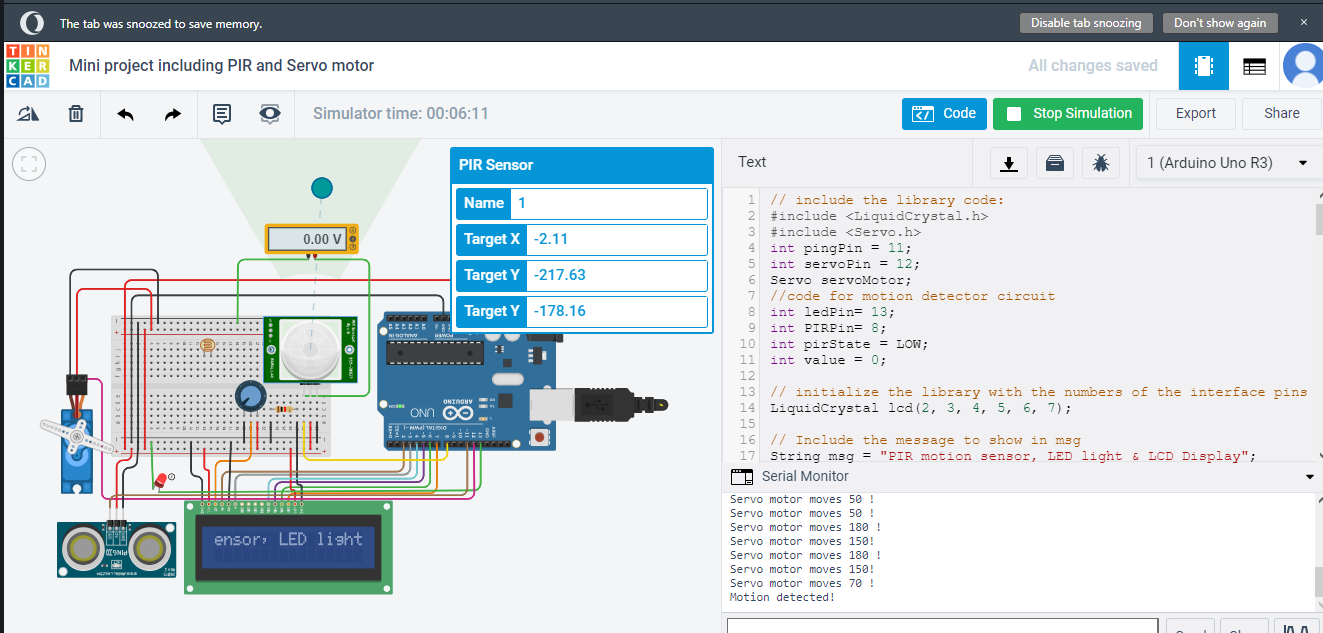 The tab was snoozed to save memory.
Disable tab snoozing
Don't show again
×
TIN
KER
CAD
Mini project including PIR and Servo motor
All changes saved
Simulator time: 00:06:11
Code
Stop Simulation
Export
Share
PIR Sensor
Name 1
Target X -2.11
Target Y -217.63
Target Y -178.16
0.00 V
ARDUINO
UNO
DIGITAL (PWM~)
ANALOG IN
POWER
PING)))
ensor, LED light
Text
1 (Arduino Uno R3)
1 // include the library code:
2 #include <LiquidCrystal.h>
3 #include <Servo.h>
4 int pingPin = 11;
5 int servoPin = 12;
6 Servo servoMotor;
7 //code for motion detector circuit
8 int ledPin= 13;
9 int PIRPin= 8;
10 int pirState = LOW;
11 int value = 0;
12
13 // initialize the library with the numbers of the interface pins
14 LiquidCrystal lcd(2, 3, 4, 5, 6, 7);
15
16 // Include the message to show in msg
17 String msg = "PIR motion sensor, LED light & LCD Display";
Serial Monitor
Servo motor moves 50 !
Servo motor moves 50 !
Servo motor moves 180 !
Servo motor moves 150!
Servo motor moves 180 !
Servo motor moves 150!
Servo motor moves 70 !
Motion detected!